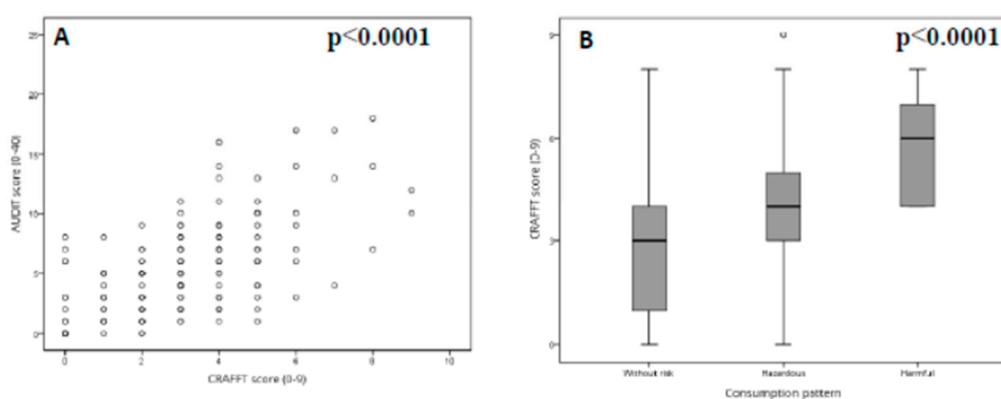 A
p<0.0001
25
20
15
10
5
0
AUDIT score (0-40)
0
2
4
6
8
10
CRAFFT score (0-9)
B
p<0.0001
9
6
3
0
CRAFFT score (0-9)
Without risk
Hazardous
Harmful
Consumption pattern